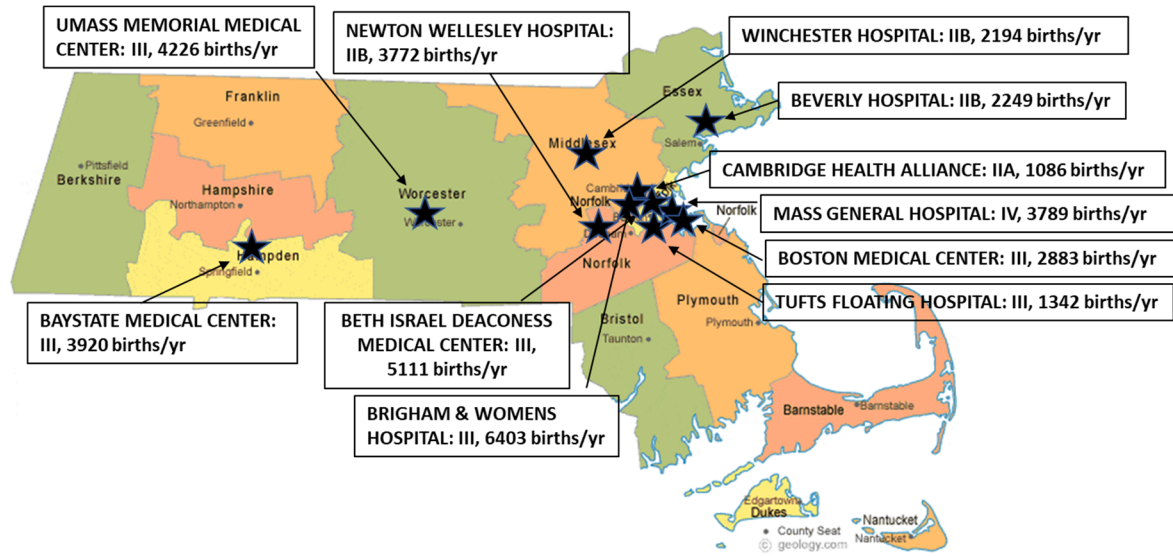 UMASS MEMORIAL MEDICAL
CENTER: III, 4226 births/yr
NEWTON WELLESLEY HOSPITAL:
IIB, 3772 births/yr
WINCHESTER HOSPITAL: IIB, 2194 births/yr
BEVERLY HOSPITAL: IIB, 2249 births/yr
CAMBRIDGE HEALTH ALLIANCE: IIA, 1086 births/yr
MASS GENERAL HOSPITAL: IV, 3789 births/yr
BOSTON MEDICAL CENTER: III, 2883 births/yr
TUFTS FLOATING HOSPITAL: III, 1342 births/yr
BAYSTATE MEDICAL CENTER:
III, 3920 births/yr
BETH ISRAEL DEACONESS
MEDICAL CENTER: III,
5111 births/yr
BRIGHAM & WOMENS
HOSPITAL: III, 6403 births/yr
Franklin
Greenfield
Essex
Salem
Middlesex
Pittsfield
Berkshire
Hampshire
Northampton
Worcester
Worcester
Norfolk
Norfolk
Hampden
Springfield
Norfolk
Plymouth
Plymouth
Bristol
Taunton
Barnstable
Barnstable
Edgartown
Dukes
Nantucket
Nantucket
County Seat
© geology.com